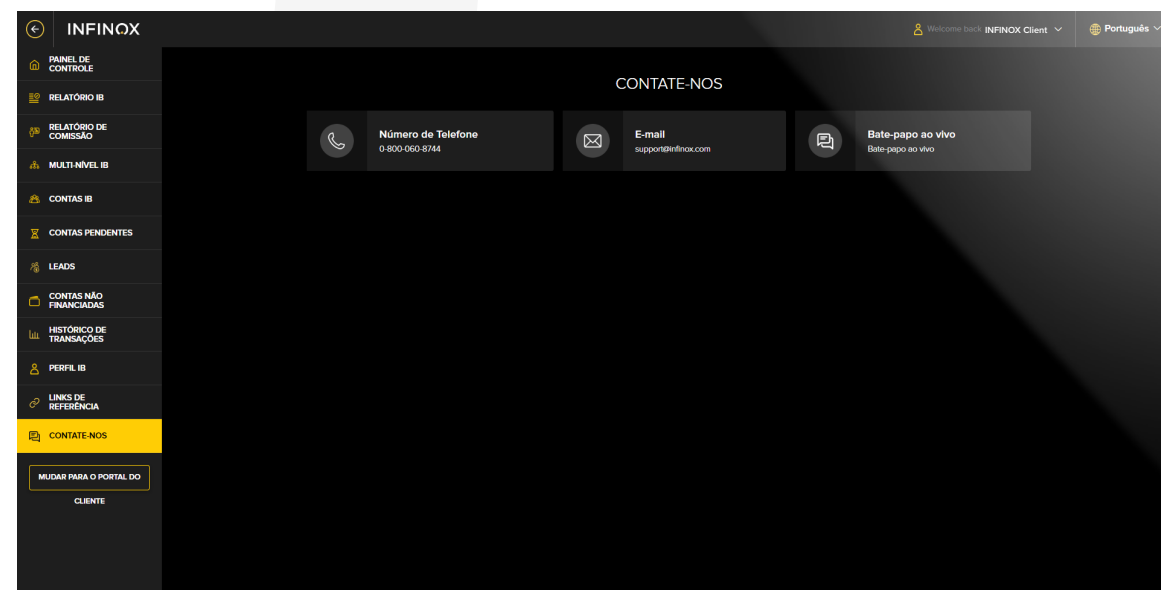 INFINOX
Welcome back INFINOX Client
Português
PAINEL DE
CONTROLE
RELATÓRIO IB
RELATÓRIO DE
COMISSÃO
MULTI-NÍVEL IB
CONTAS IB
CONTAS PENDENTES
LEADS
CONTAS NÃO
FINANCIADAS
HISTÓRICO DE
TRANSAÇÕES
PERFIL IB
LINKS DE
REFERÊNCIA
CONTATE-NOS
MUDAR PARA O PORTAL DO
CLIENTE
CONTATE-NOS
Número de Telefone
0-800-060-8744
E-mail
support@infinox.com
Bate-papo ao vivo
Bate-papo ao vivo